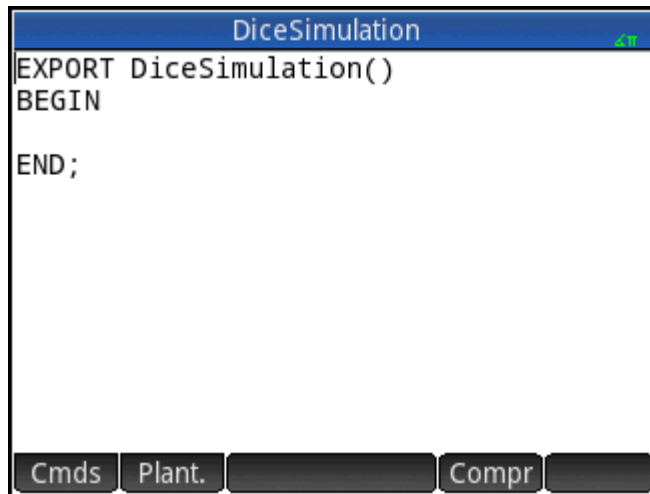 DiceSimulation
∡π
EXPORT DiceSimulation()
BEGIN
END;
Cmds Plant. Compr